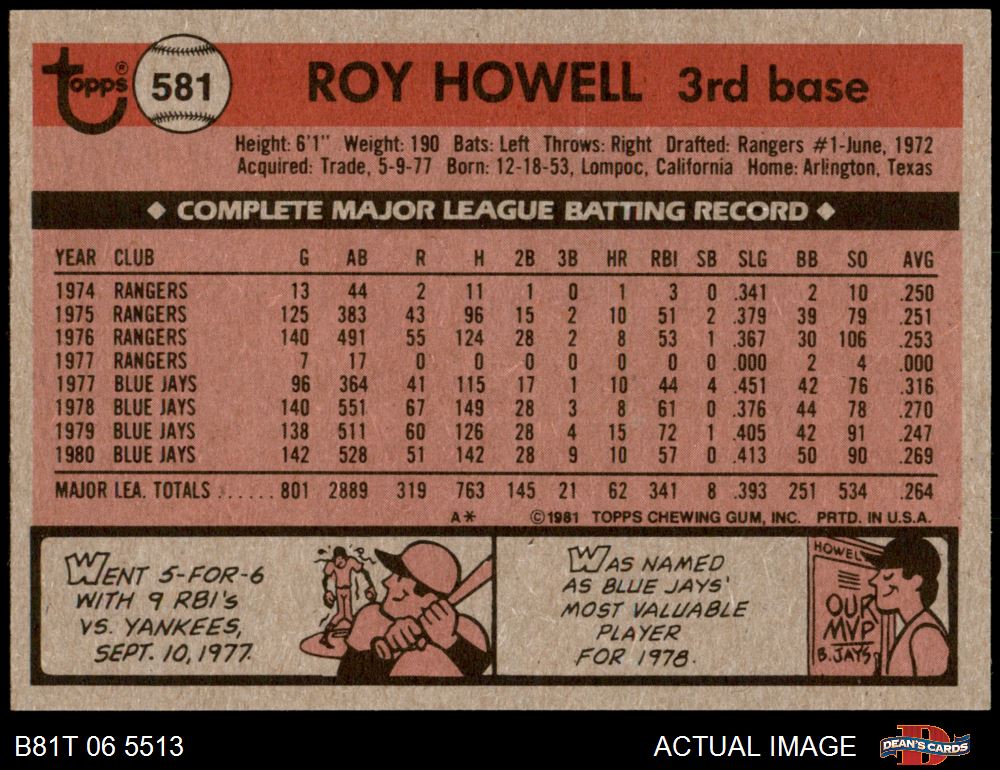 topps®
581
ROY HOWELL 3rd base
Height: 6'1" Weight: 190 Bats: Left Throws: Right Drafted: Rangers #1-June, 1972
Acquired: Trade, 5-9-77 Born: 12-18-53, Lompoc, California Home: Arlington, Texas
◆ COMPLETE MAJOR LEAGUE BATTING RECORD ◆
YEAR CLUB G AB R H 2B 3B HR RBI SB SLG BB SO AVG
1974 RANGERS 13 44 2 11 1 0 1 3 0 .341 2 10 .250
1975 RANGERS 125 383 43 96 15 2 10 51 2 .379 39 79 .251
1976 RANGERS 140 491 55 124 28 2 8 53 1 .367 30 106 .253
1977 RANGERS 7 17 0 0 0 0 0 0 0 .000 2 4 .000
1977 BLUE JAYS 96 364 41 115 17 1 10 44 4 .451 42 76 .316
1978 BLUE JAYS 140 551 67 149 28 3 8 61 0 .376 44 78 .270
1979 BLUE JAYS 138 511 60 126 28 4 15 72 1 .405 42 91 .247
1980 BLUE JAYS 142 528 51 142 28 9 10 57 0 .413 50 90 .269
MAJOR LEA. TOTALS ...... 801 2889 319 763 145 21 62 341 8 .393 251 534 .264
A* ©1981 TOPPS CHEWING GUM, INC. PRTD. IN U.S.A.
WENT 5-FOR-6
WITH 9 RBI's
VS. YANKEES,
SEPT. 10, 1977.
WAS NAMED
AS BLUE JAYS'
MOST VALUABLE
PLAYER
FOR 1978.
HOWELL
OUR
MVP
B. JAYS
B81T 06 5513
ACTUAL IMAGE
D
DEAN'S CARDS